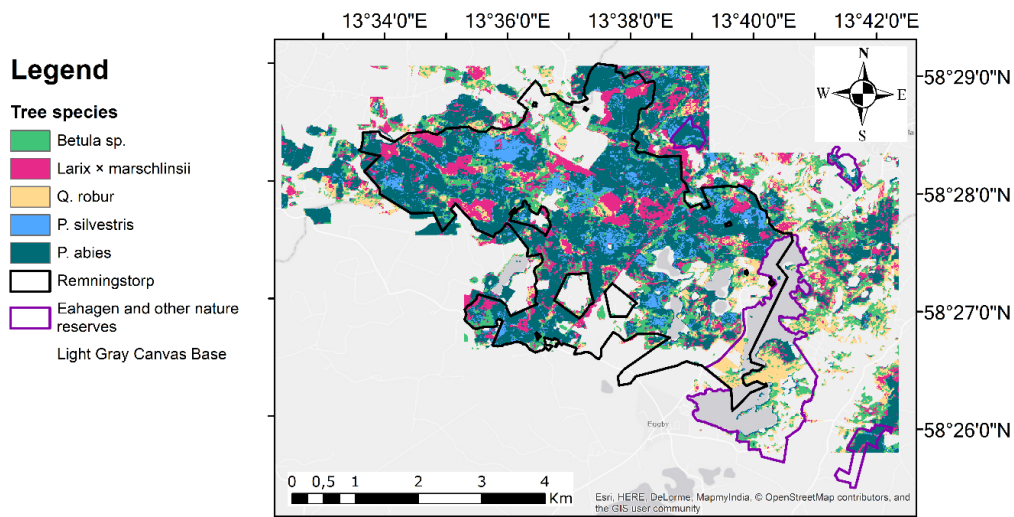 13°34'0"E 13°36'0"E 13°38'0"E 13°40'0"E 13°42'0"E
Legend
Tree species
Betula sp.
Larix × marschlinsii
Q. robur
P. silvestris
P. abies
Remningstorp
Eahagen and other nature
reserves
Light Gray Canvas Base
N
W E
S
58°29'0"N
58°28'0"N
58°27'0"N
58°26'0"N
0 0,5 1 2 3 4
Km
Esri, HERE, DeLorme, MapmyIndia, © OpenStreetMap contributors, and
the GIS user community